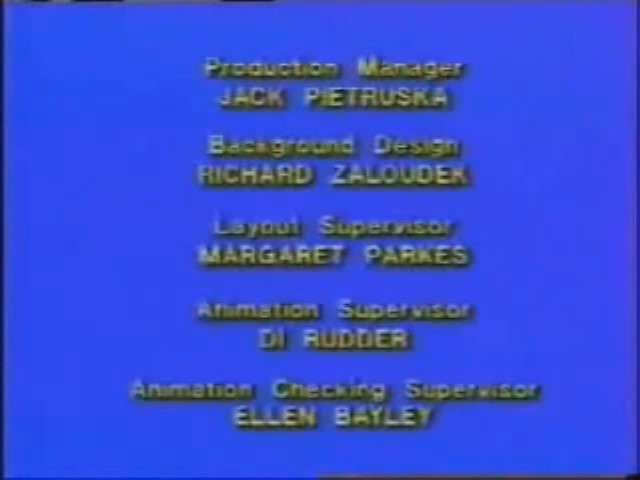 Production Manager
JACK PIETRUSKA
Background Design
RICHARD ZALOUDEK
Layout Supervisor
MARGARET PARKES
Animation Supervisor
DI RUDDER
Animation Checking Supervisor
ELLEN BAYLEY